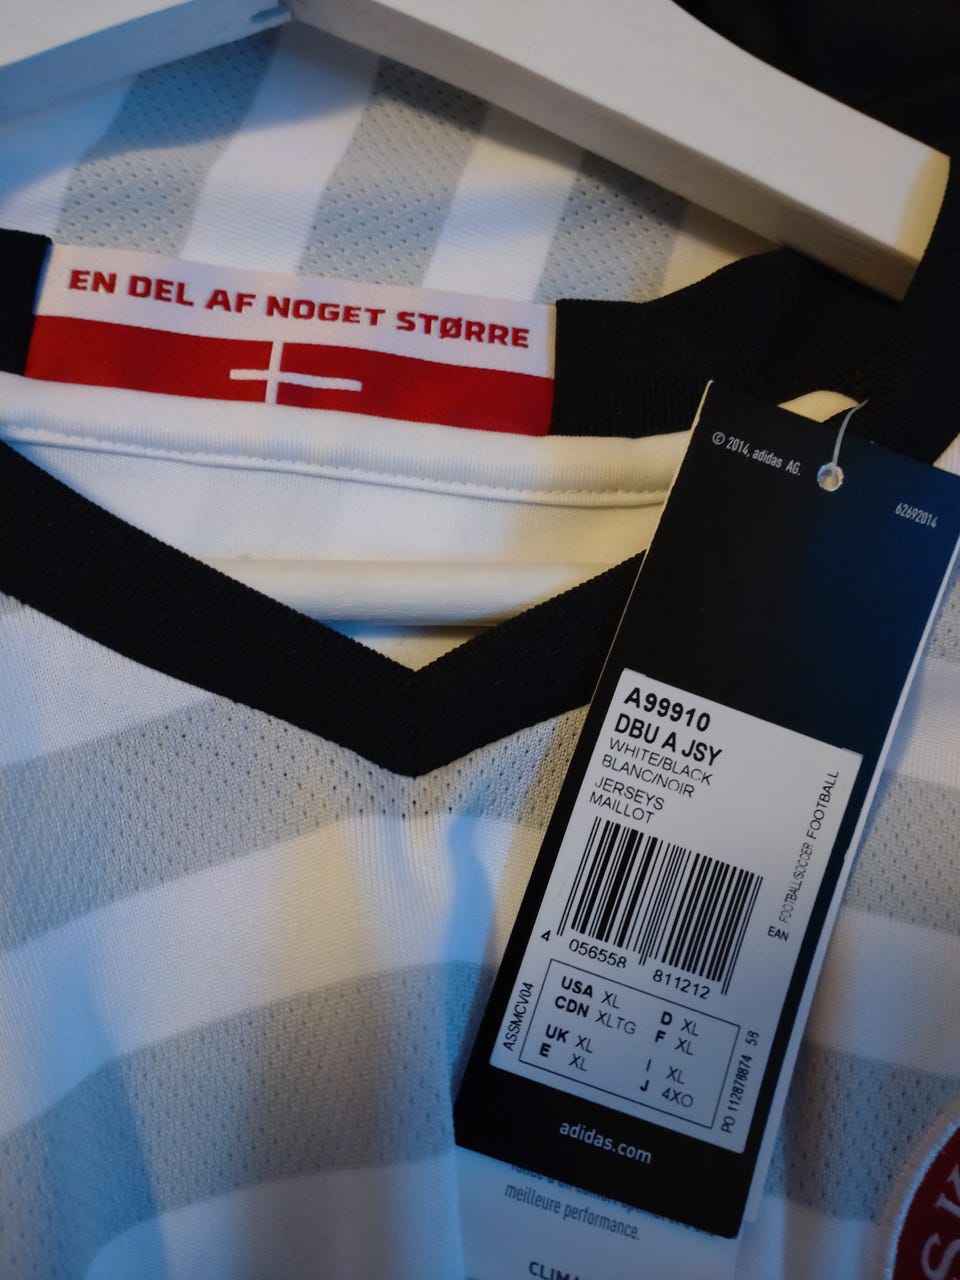 EN DEL AF NOGET STØRRE
© 2014, adidas AG.
62692014
A99910
DBU A JSY
WHITE/BLACK
BLANC/NOIR
JERSEYS
MAILLOT
FOOTBALL/SOCCER FOOTBALL
EAN
4 056558 811212
ASSMCV04
USA XL
CDN XLTG
UK XL
E XL
D XL
F XL
I XL
J 4XO
PO 112878874 58
adidas.com
meilleure performance.